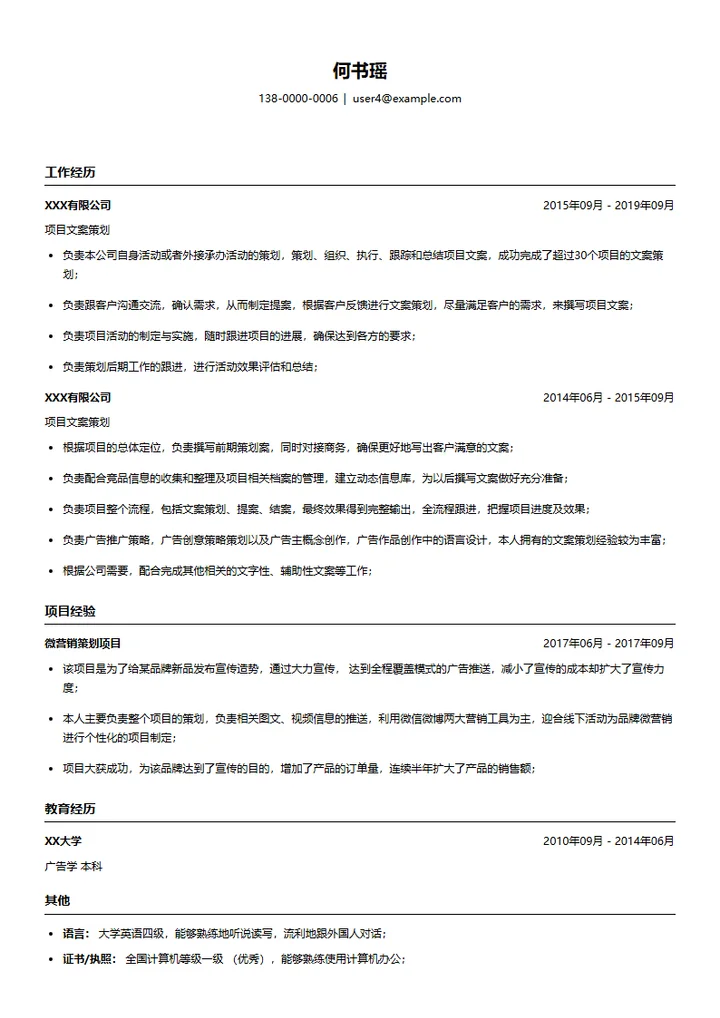 何书瑶
138-0000-0006 | user4@example.com
工作经历
XXX有限公司 2015年09月 - 2019年09月
项目文案策划
• 负责本公司自身活动或者外接承办活动的策划，策划、组织、执行、跟踪和总结项目文案，成功完成了超过30个项目的文案策
划；
• 负责跟客户沟通交流，确认需求，从而制定提案，根据客户反馈进行文案策划，尽量满足客户的需求，来撰写项目文案；
• 负责项目活动的制定与实施，随时跟进项目的进展，确保达到各方的要求；
• 负责策划后期工作的跟进，进行活动效果评估和总结；
XXX有限公司 2014年06月 - 2015年09月
项目文案策划
• 根据项目的总体定位，负责撰写前期策划案，同时对接商务，确保更好地写出客户满意的文案；
• 负责配合竞品信息的收集和整理及项目相关档案的管理，建立动态信息库，为以后撰写文案做好充分准备；
• 负责项目整个流程，包括文案策划、提案、结案，最终效果得到完整输出，全流程跟进，把握项目进度及效果；
• 负责广告推广策略，广告创意策略策划以及广告主概念创作，广告作品创作中的语言设计，本人拥有的文案策划经验较为丰富；
• 根据公司需要，配合完成其他相关的文字性、辅助性文案等工作；
项目经验
微营销策划项目 2017年06月 - 2017年09月
• 该项目是为了给某品牌新品发布宣传造势，通过大力宣传， 达到全程覆盖模式的广告推送，减小了宣传的成本却扩大了宣传力
度；
• 本人主要负责整个项目的策划，负责相关图文、视频信息的推送，利用微信微博两大营销工具为主，迎合线下活动为品牌微营销
进行个性化的项目制定；
• 项目大获成功，为该品牌达到了宣传的目的，增加了产品的订单量，连续半年扩大了产品的销售额；
教育经历
XX大学 2010年09月 - 2014年06月
广告学 本科
其他
• 语言： 大学英语四级，能够熟练地听说读写，流利地跟外国人对话；
• 证书/执照： 全国计算机等级一级 （优秀），能够熟练使用计算机办公；